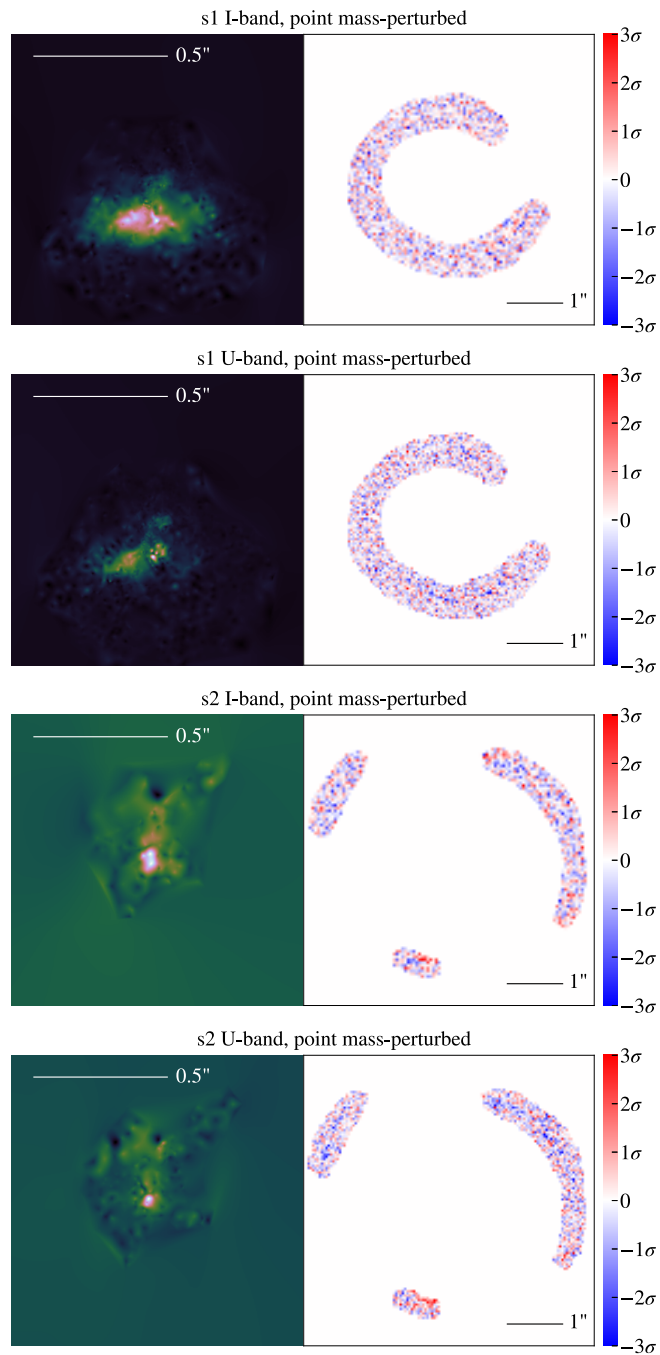 s1 I-band, point mass-perturbed
0.5"
1"
3σ
2σ
1σ
0
−1σ
−2σ
−3σ
s1 U-band, point mass-perturbed
0.5"
1"
3σ
2σ
1σ
0
−1σ
−2σ
−3σ
s2 I-band, point mass-perturbed
0.5"
1"
3σ
2σ
1σ
0
−1σ
−2σ
−3σ
s2 U-band, point mass-perturbed
0.5"
1"
3σ
2σ
1σ
0
−1σ
−2σ
−3σ